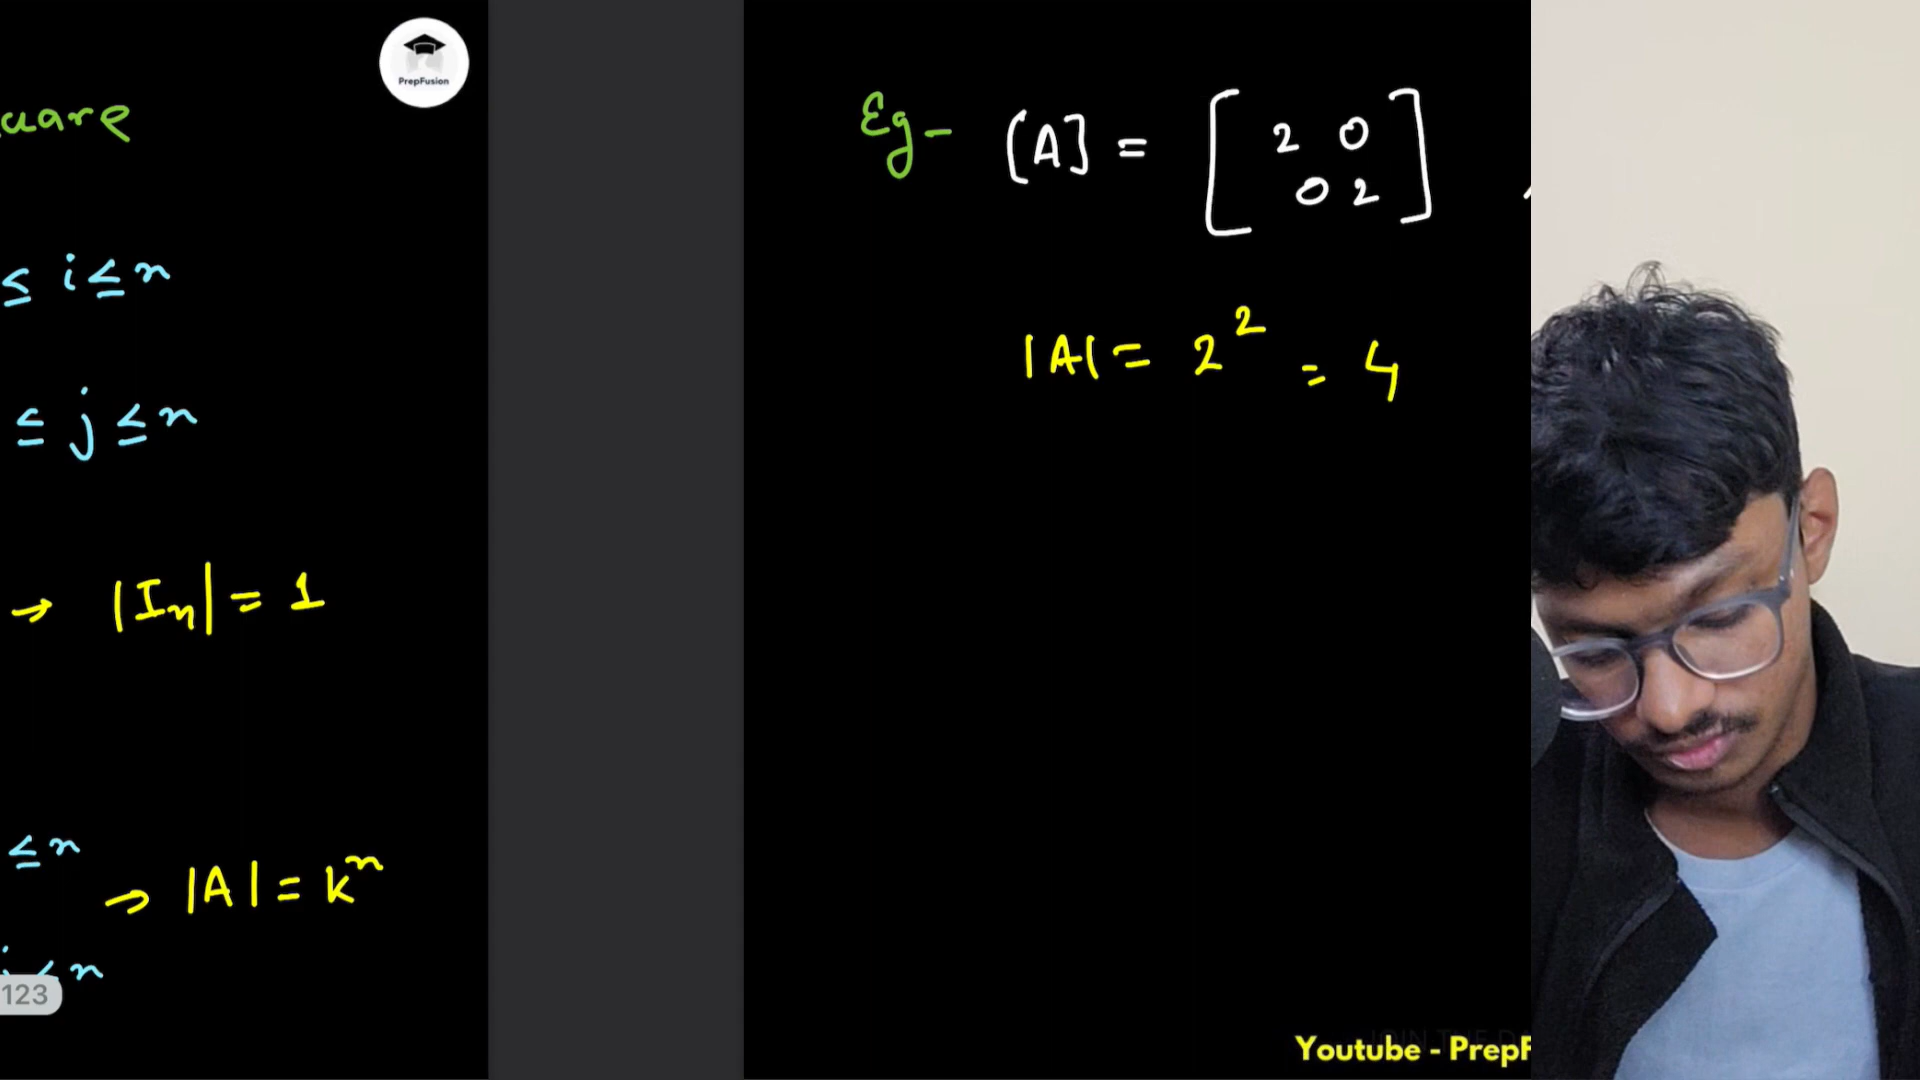 PrepFusion
uare
≤ i ≤ n
≤ j ≤ n
→ |Iₙ| = 1
≤ n
→ |A| = kⁿ
≤ n
123
Eg - [A] = [ 2 0
0 2 ]
|A| = 2² = 4
Youtube - PrepF